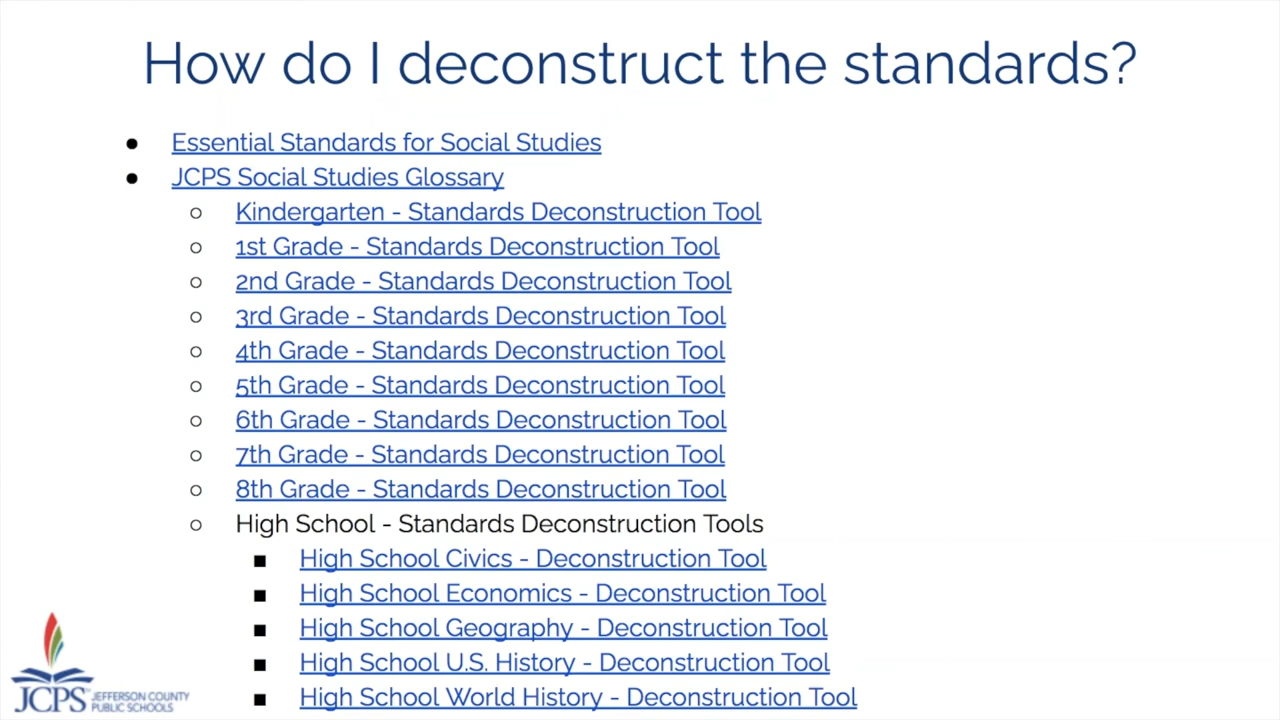 How do I deconstruct the standards?
● Essential Standards for Social Studies
● JCPS Social Studies Glossary
○ Kindergarten - Standards Deconstruction Tool
○ 1st Grade - Standards Deconstruction Tool
○ 2nd Grade - Standards Deconstruction Tool
○ 3rd Grade - Standards Deconstruction Tool
○ 4th Grade - Standards Deconstruction Tool
○ 5th Grade - Standards Deconstruction Tool
○ 6th Grade - Standards Deconstruction Tool
○ 7th Grade - Standards Deconstruction Tool
○ 8th Grade - Standards Deconstruction Tool
○ High School - Standards Deconstruction Tools
■ High School Civics - Deconstruction Tool
■ High School Economics - Deconstruction Tool
■ High School Geography - Deconstruction Tool
■ High School U.S. History - Deconstruction Tool
■ High School World History - Deconstruction Tool
JCPS
JEFFERSON COUNTY
PUBLIC SCHOOLS